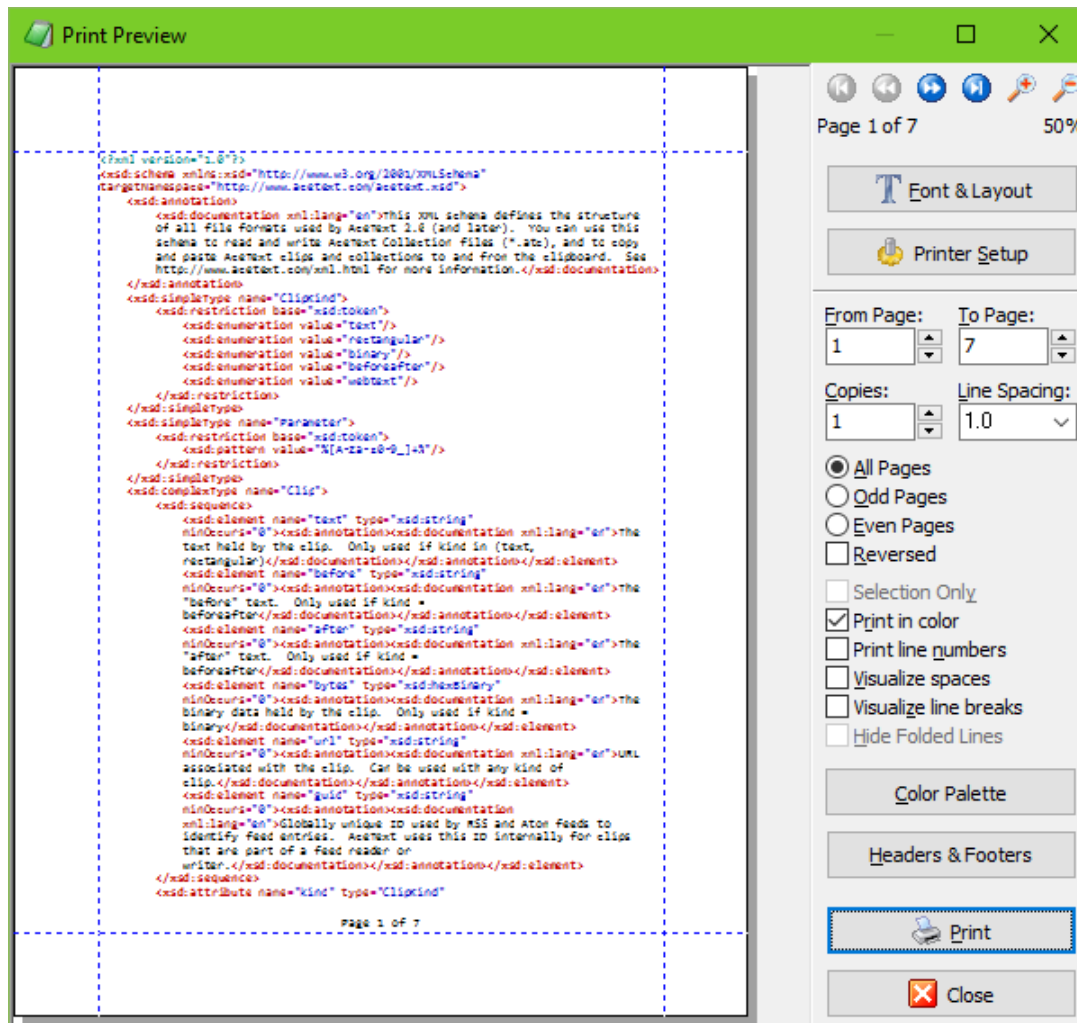 Print Preview
<?xml version="1.0"?>
<xsd:schema xmlns:xsd="http://www.w3.org/2001/XMLSchema"
targetNamespace="http://www.acetext.com/acetext.xsd">
<xsd:annotation>
<xsd:documentation xml:lang="en">This XML schema defines the structure
of all file formats used by AceText 2.0 (and later).  You can use this
schema to read and write AceText Collection files (*.atc), and to copy
and paste AceText clips and collections to and from the clipboard.  See
http://www.acetext.com/xml.html for more information.</xsd:documentation>
</xsd:annotation>
<xsd:simpleType name="ClipKind">
<xsd:restriction base="xsd:token">
<xsd:enumeration value="text"/>
<xsd:enumeration value="rectangular"/>
<xsd:enumeration value="binary"/>
<xsd:enumeration value="beforeafter"/>
<xsd:enumeration value="webtext"/>
</xsd:restriction>
</xsd:simpleType>
<xsd:simpleType name="Parameter">
<xsd:restriction base="xsd:token">
<xsd:pattern value="%[A-Za-z0-9_]+%"/>
</xsd:restriction>
</xsd:simpleType>
<xsd:complexType name="Clip">
<xsd:sequence>
<xsd:element name="text" type="xsd:string"
minOccurs="0"><xsd:annotation><xsd:documentation xml:lang="en">The
text held by the clip.  Only used if kind in (text,
rectangular)</xsd:documentation></xsd:annotation></xsd:element>
<xsd:element name="before" type="xsd:string"
minOccurs="0"><xsd:annotation><xsd:documentation xml:lang="en">The
"before" text.  Only used if kind =
beforeafter</xsd:documentation></xsd:annotation></xsd:element>
<xsd:element name="after" type="xsd:string"
minOccurs="0"><xsd:annotation><xsd:documentation xml:lang="en">The
"after" text.  Only used if kind =
beforeafter</xsd:documentation></xsd:annotation></xsd:element>
<xsd:element name="bytes" type="xsd:hexBinary"
minOccurs="0"><xsd:annotation><xsd:documentation xml:lang="en">The
binary data held by the clip.  Only used if kind =
binary</xsd:documentation></xsd:annotation></xsd:element>
<xsd:element name="url" type="xsd:string"
minOccurs="0"><xsd:annotation><xsd:documentation xml:lang="en">URL
associated with the clip.  Can be used with any kind of
clip.</xsd:documentation></xsd:annotation></xsd:element>
<xsd:element name="guid" type="xsd:string"
minOccurs="0"><xsd:annotation><xsd:documentation
xml:lang="en">Globally unique ID used by RSS and Atom feeds to
identify feed entries.  AceText uses this ID internally for clips
that are part of a feed reader or
writer.</xsd:documentation></xsd:annotation></xsd:element>
</xsd:sequence>
<xsd:attribute name="kind" type="ClipKind"
Page 1 of 7
Page 1 of 7 50%
Font & Layout
Printer Setup
From Page: To Page:
1 7
Copies: Line Spacing:
1 1.0
All Pages
Odd Pages
Even Pages
Reversed
Selection Only
Print in color
Print line numbers
Visualize spaces
Visualize line breaks
Hide Folded Lines
Color Palette
Headers & Footers
Print
Close